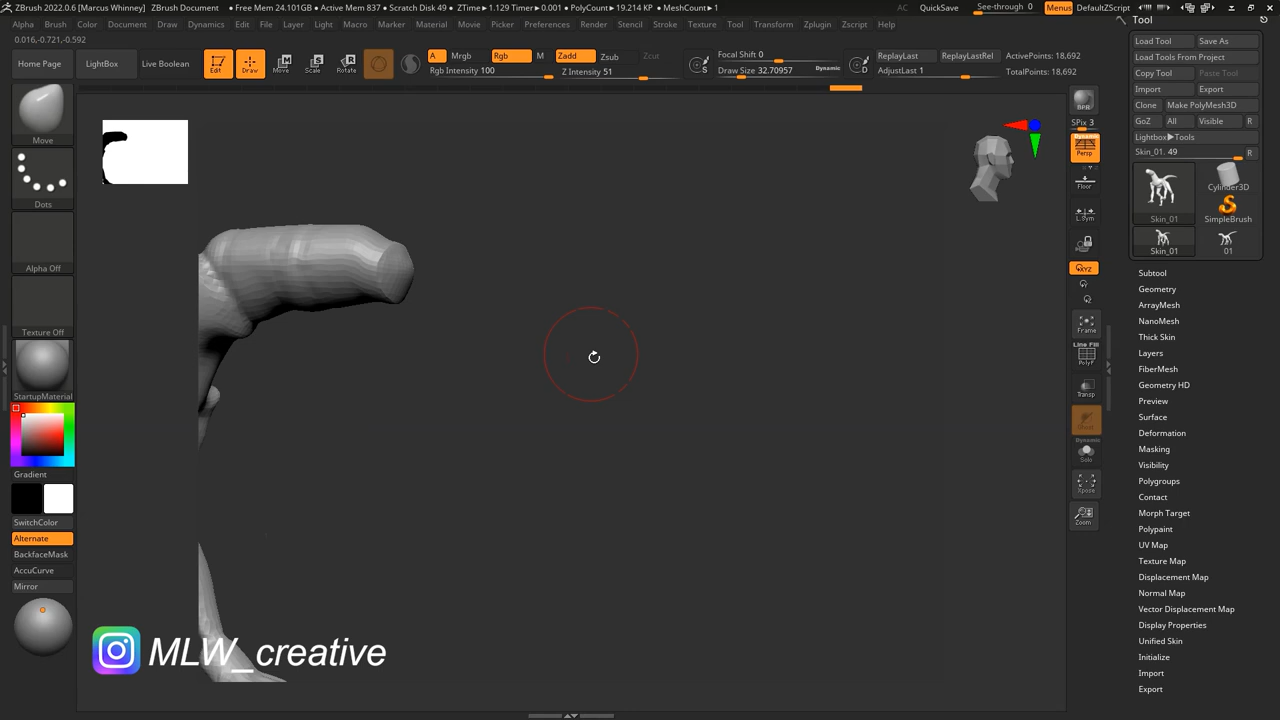 ZBrush 2022.0.6 [Marcus Whinney] ZBrush Document • Free Mem 24.101GB • Active Mem 837 • Scratch Disk 49 • ZTime▶1.129 Timer▶0.001 • PolyCount▶19.214 KP • MeshCount▶1 AC QuickSave See-through 0 Menus DefaultZScript
Alpha Brush Color Document Draw Dynamics Edit File Layer Light Macro Marker Material Movie Picker Preferences Render Stencil Stroke Texture Tool Transform Zplugin Zscript Help
0.016,-0.721,-0.592
Home Page LightBox Live Boolean Edit Draw Move Scale Rotate
A Mrgb Rgb M Zadd Zsub Zcut
Rgb Intensity 100 Z Intensity 51
Focal Shift 0
Draw Size 32.70957 Dynamic
S D
ReplayLast ReplayLastRel
AdjustLast 1
ActivePoints: 18,692
TotalPoints: 18,692
Move
Dots
Alpha Off
Texture Off
StartupMaterial
Gradient
SwitchColor
Alternate
BackfaceMask
AccuCurve
Mirror
MLW_creative
BPR
SPix 3
Dynamic
Persp
Floor
L.Sym
XYZ
Frame
Line Fill
PolyF
Transp
Dynamic
Solo
Xpose
Zoom
Tool
Load Tool Save As
Load Tools From Project
Copy Tool Paste Tool
Import Export
Clone Make PolyMesh3D
GoZ All Visible R
Lightbox▶Tools
Skin_01. 49 R
Skin_01 Cylinder3D
SimpleBrush
Skin_01 01
Subtool
Geometry
ArrayMesh
NanoMesh
Thick Skin
Layers
FiberMesh
Geometry HD
Preview
Surface
Deformation
Masking
Visibility
Polygroups
Contact
Morph Target
Polypaint
UV Map
Texture Map
Displacement Map
Normal Map
Vector Displacement Map
Display Properties
Unified Skin
Initialize
Import
Export